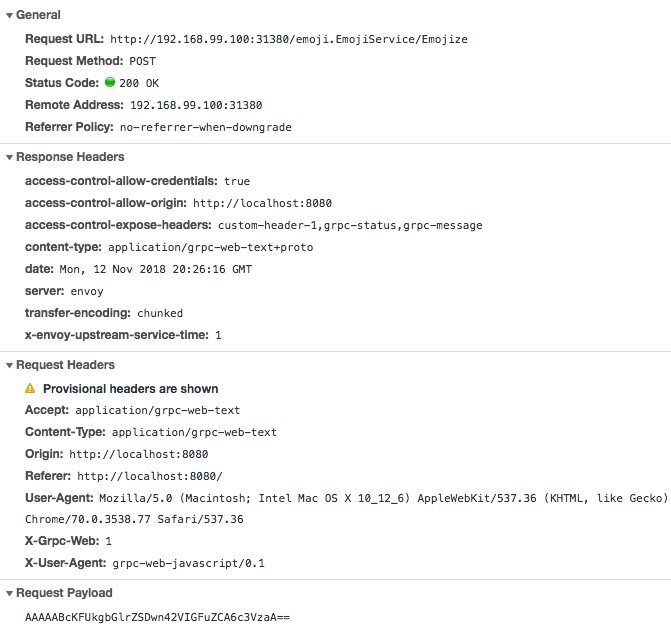 General
Request URL: http://192.168.99.100:31380/emoji.EmojiService/Emojize
Request Method: POST
Status Code: 200 OK
Remote Address: 192.168.99.100:31380
Referrer Policy: no-referrer-when-downgrade
Response Headers
access-control-allow-credentials: true
access-control-allow-origin: http://localhost:8080
access-control-expose-headers: custom-header-1,grpc-status,grpc-message
content-type: application/grpc-web-text+proto
date: Mon, 12 Nov 2018 20:26:16 GMT
server: envoy
transfer-encoding: chunked
x-envoy-upstream-service-time: 1
Request Headers
Provisional headers are shown
Accept: application/grpc-web-text
Content-Type: application/grpc-web-text
Origin: http://localhost:8080
Referer: http://localhost:8080/
User-Agent: Mozilla/5.0 (Macintosh; Intel Mac OS X 10_12_6) AppleWebKit/537.36 (KHTML, like Gecko)
Chrome/70.0.3538.77 Safari/537.36
X-Grpc-Web: 1
X-User-Agent: grpc-web-javascript/0.1
Request Payload
AAAAABcKFUkgbGlrZSDwn42VIGFuZCA6c3VzaA==